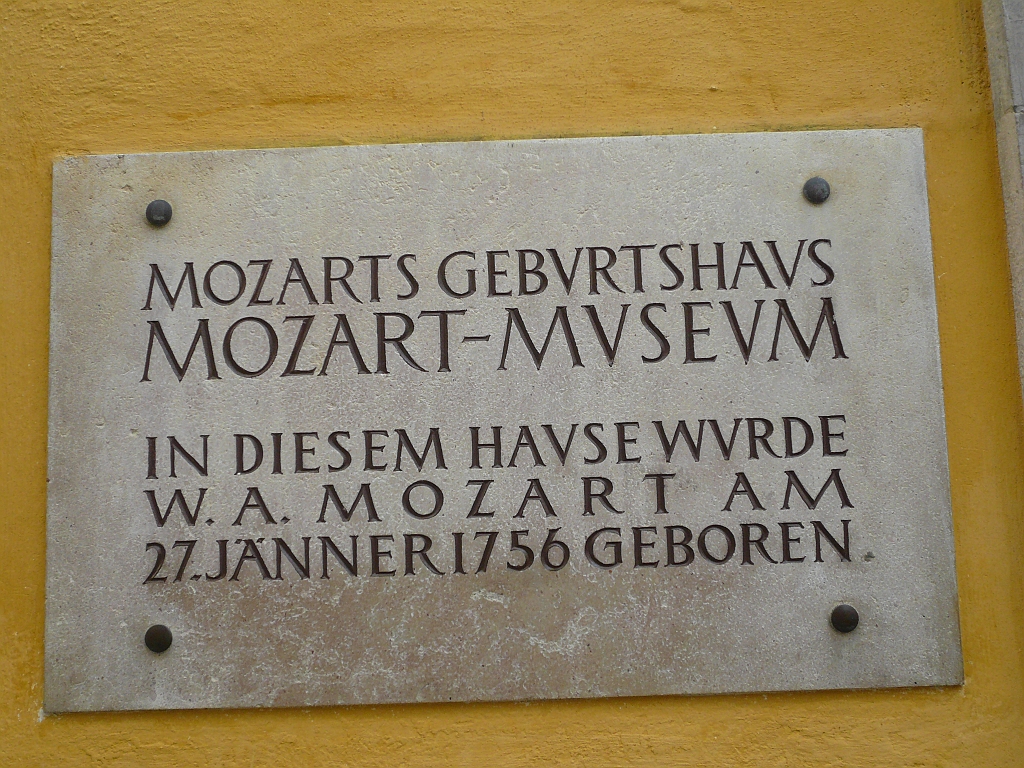 MOZARTS GEBVRTSHAVS
MOZART-MVSEVM
IN DIESEM HAVSE WVRDE
W. A. MOZART AM
27. JÄNNER 1756 GEBOREN